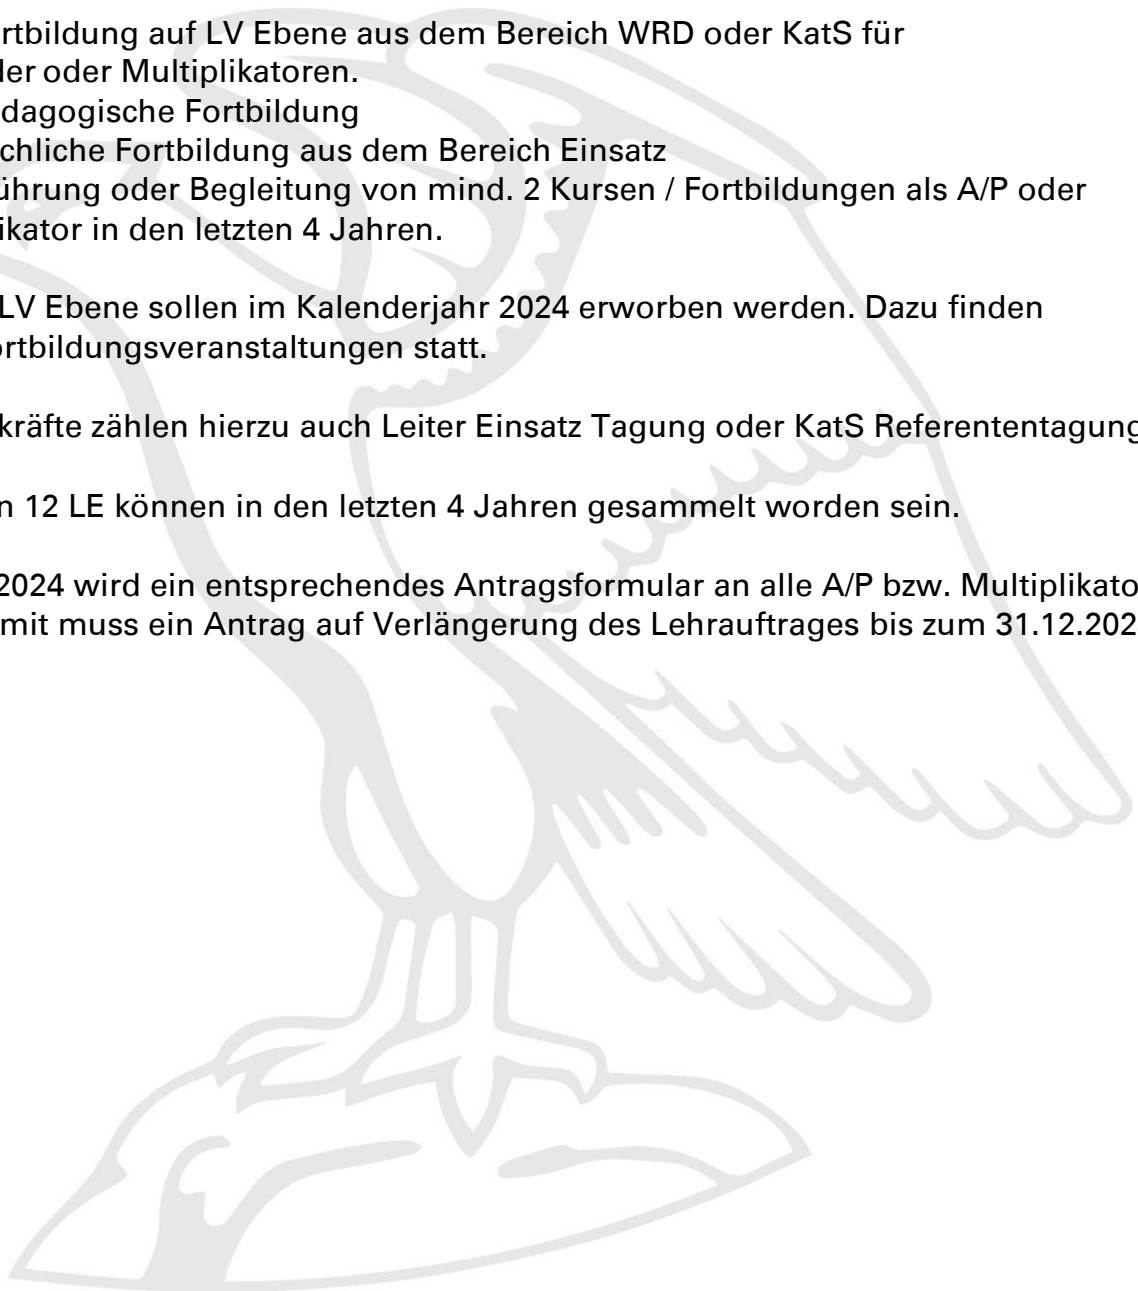 rtbildung auf LV Ebene aus dem Bereich WRD oder KatS für
ler oder Multiplikatoren.
dagogische Fortbildung
chliche Fortbildung aus dem Bereich Einsatz
ührung oder Begleitung von mind. 2 Kursen / Fortbildungen als A/P oder
ikator in den letzten 4 Jahren.
LV Ebene sollen im Kalenderjahr 2024 erworben werden. Dazu finden
ortbildungsveranstaltungen statt.
kräfte zählen hierzu auch Leiter Einsatz Tagung oder KatS Referententagung
n 12 LE können in den letzten 4 Jahren gesammelt worden sein.
2024 wird ein entsprechendes Antragsformular an alle A/P bzw. Multiplikato
mit muss ein Antrag auf Verlängerung des Lehrauftrages bis zum 31.12.202